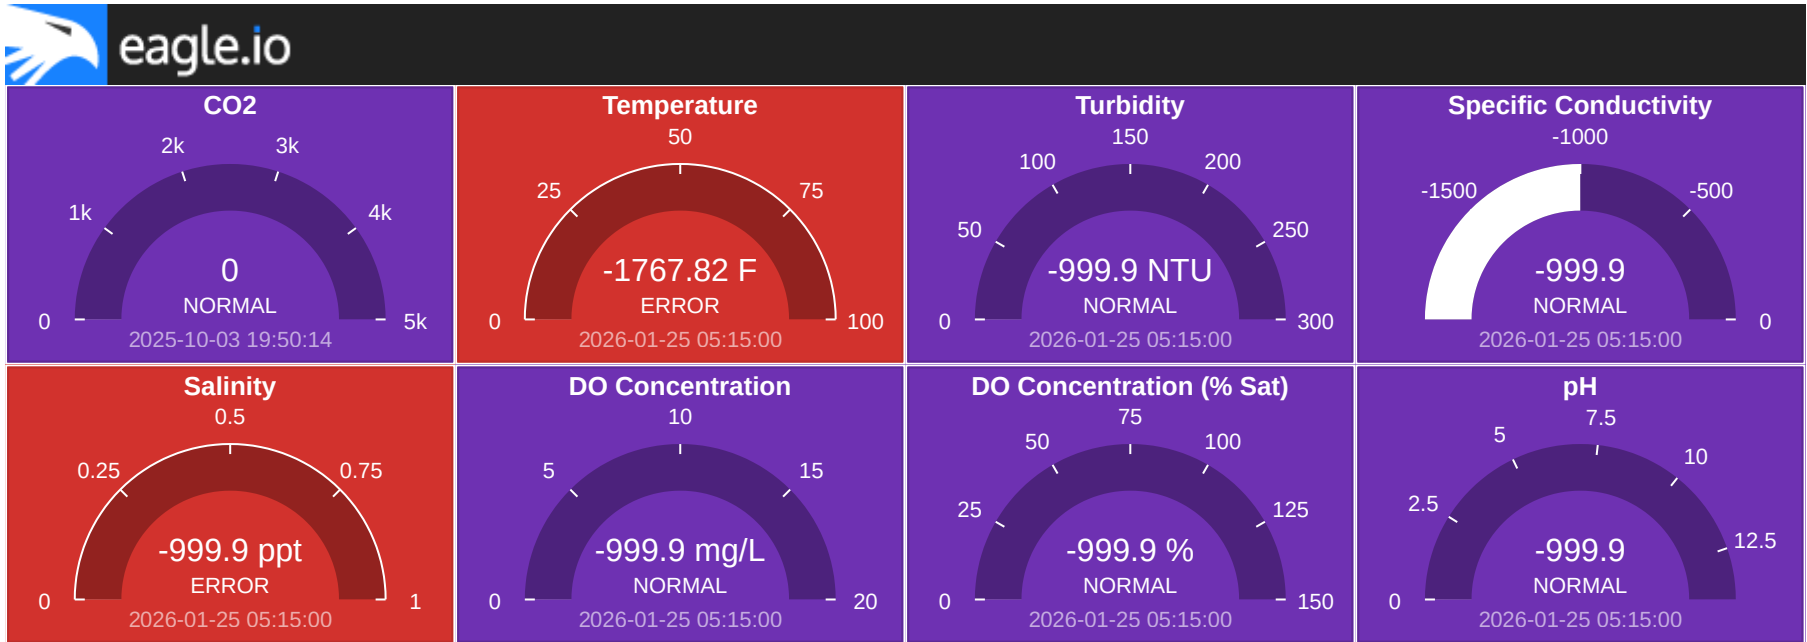 eagle.io
CO2
2k
3k
1k
4k
0
NORMAL
0
5k
2025-10-03 19:50:14
Temperature
50
25
75
-1767.82 F
ERROR
0
100
2026-01-25 05:15:00
Turbidity
150
100
200
50
250
-999.9 NTU
NORMAL
0
300
2026-01-25 05:15:00
Specific Conductivity
-1000
-1500
-500
-999.9
NORMAL
0
2026-01-25 05:15:00
Salinity
0.5
0.25
0.75
-999.9 ppt
ERROR
0
1
2026-01-25 05:15:00
DO Concentration
10
5
15
-999.9 mg/L
NORMAL
0
20
2026-01-25 05:15:00
DO Concentration (% Sat)
75
50
100
25
125
-999.9 %
NORMAL
0
150
2026-01-25 05:15:00
pH
7.5
5
10
2.5
12.5
-999.9
NORMAL
0
2026-01-25 05:15:00